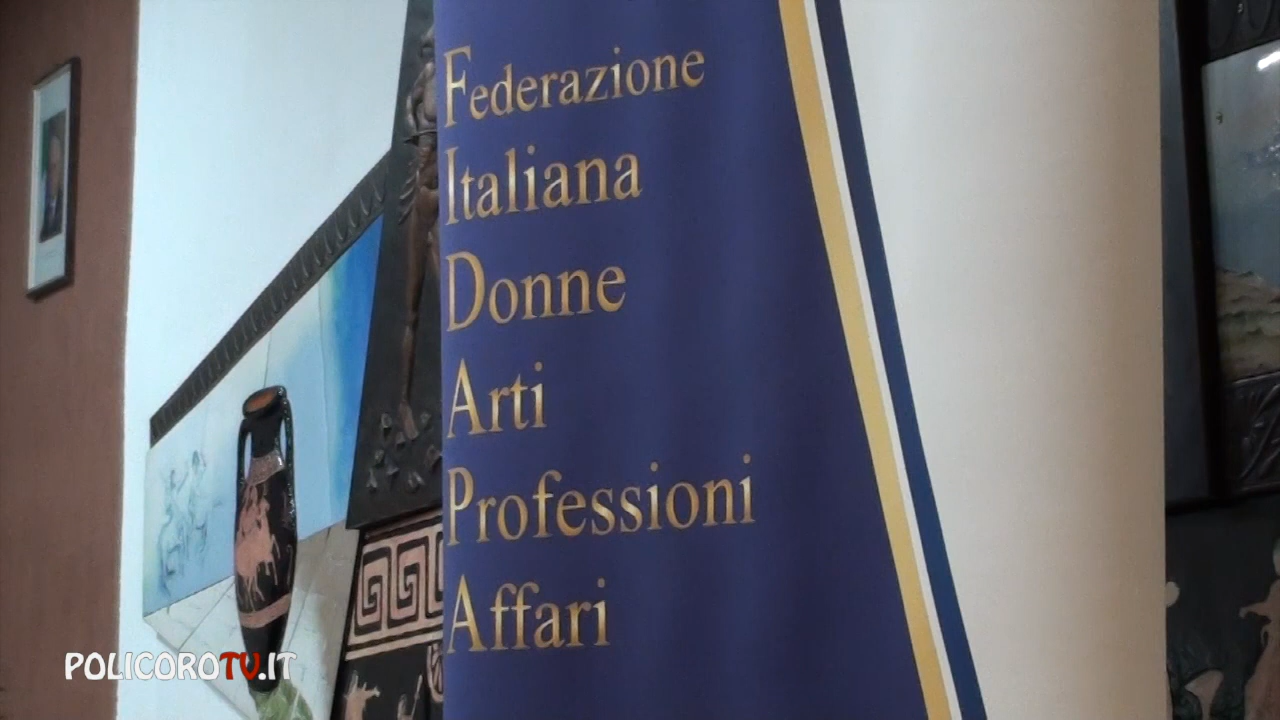 Federazione
Italiana
Donne
Arti
Professioni
Affari
POLICOROTV.IT